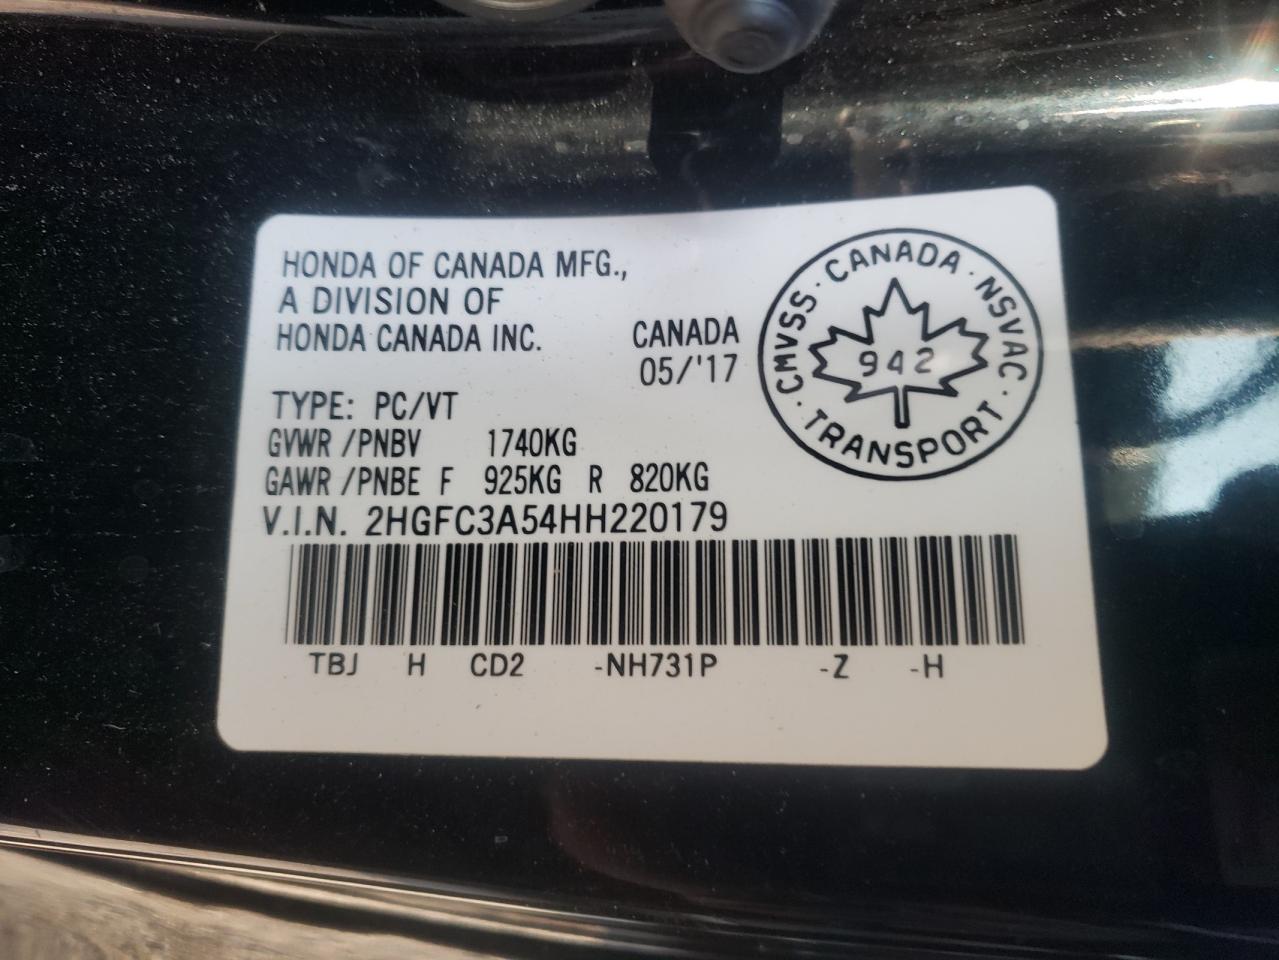 HONDA OF CANADA MFG.,
A DIVISION OF
HONDA CANADA INC.
CANADA
05/'17
CMVSS · CANADA · NSVAC · TRANSPORT ·
942
TYPE: PC/VT
GVWR /PNBV 1740KG
GAWR /PNBE F 925KG R 820KG
V.I.N. 2HGFC3A54HH220179
TBJ H CD2 -NH731P -Z -H